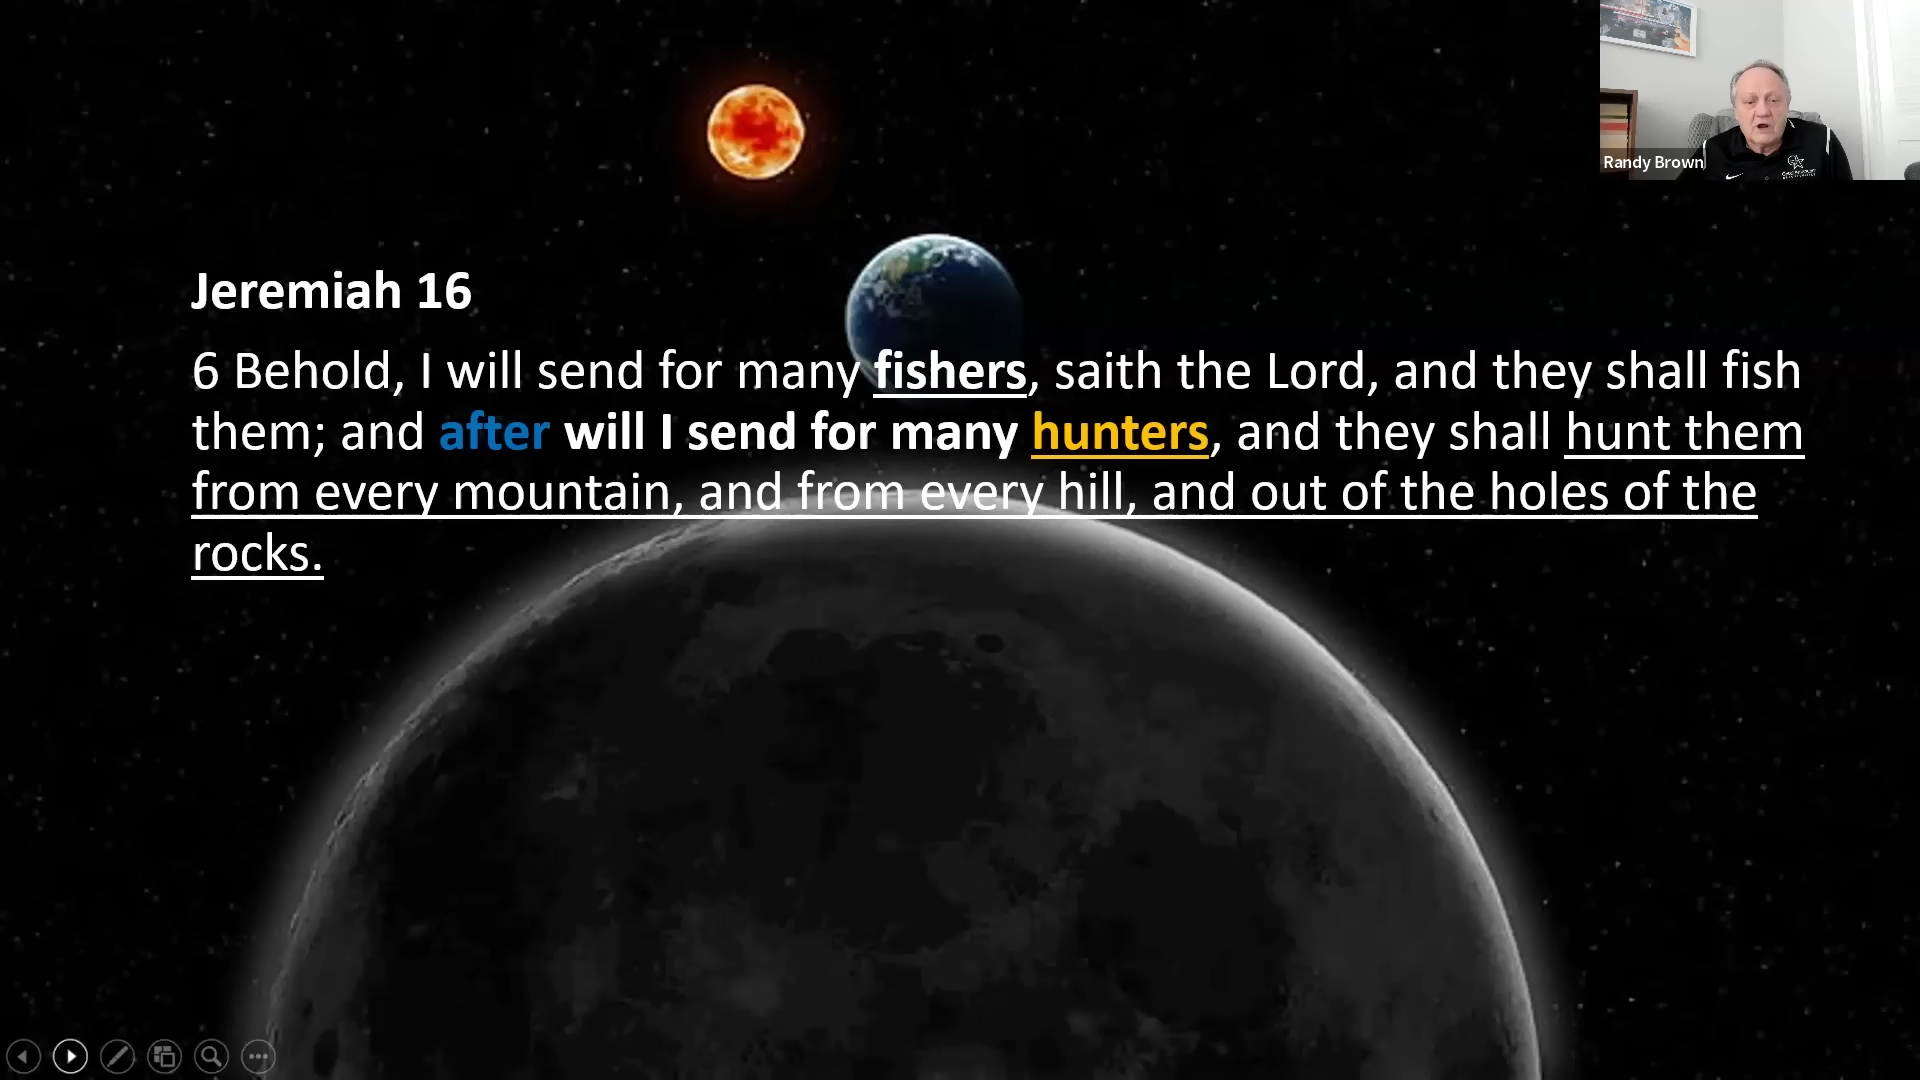 Randy Brown
Jeremiah 16
6 Behold, I will send for many fishers, saith the Lord, and they shall fish
them; and after will I send for many hunters, and they shall hunt them
from every mountain, and from every hill, and out of the holes of the
rocks.